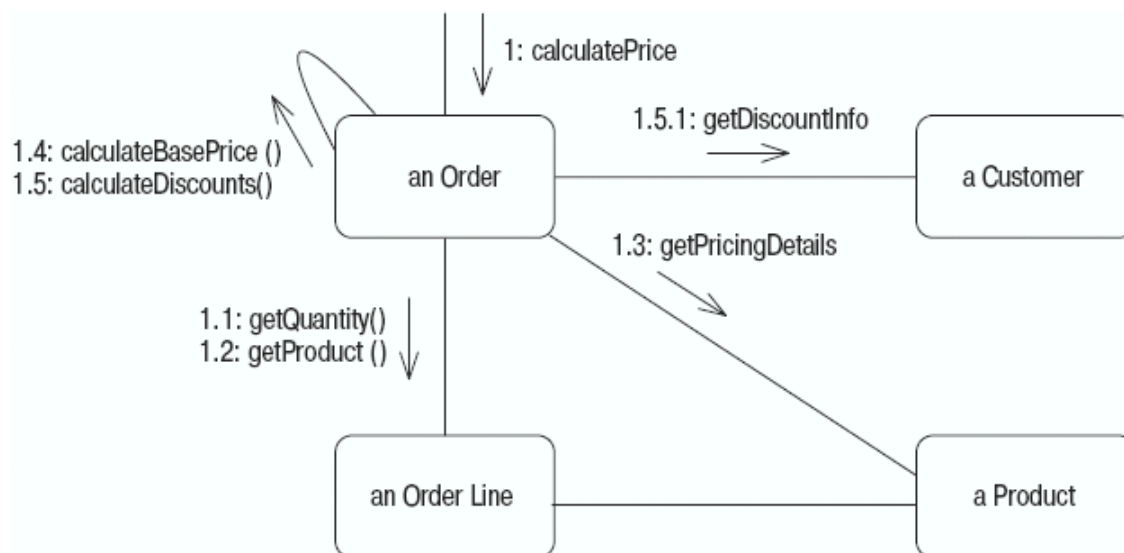 1: calculatePrice
1.5.1: getDiscountInfo
1.4: calculateBasePrice ()
1.5: calculateDiscounts()
an Order
a Customer
1.3: getPricingDetails
1.1: getQuantity()
1.2: getProduct ()
an Order Line
a Product